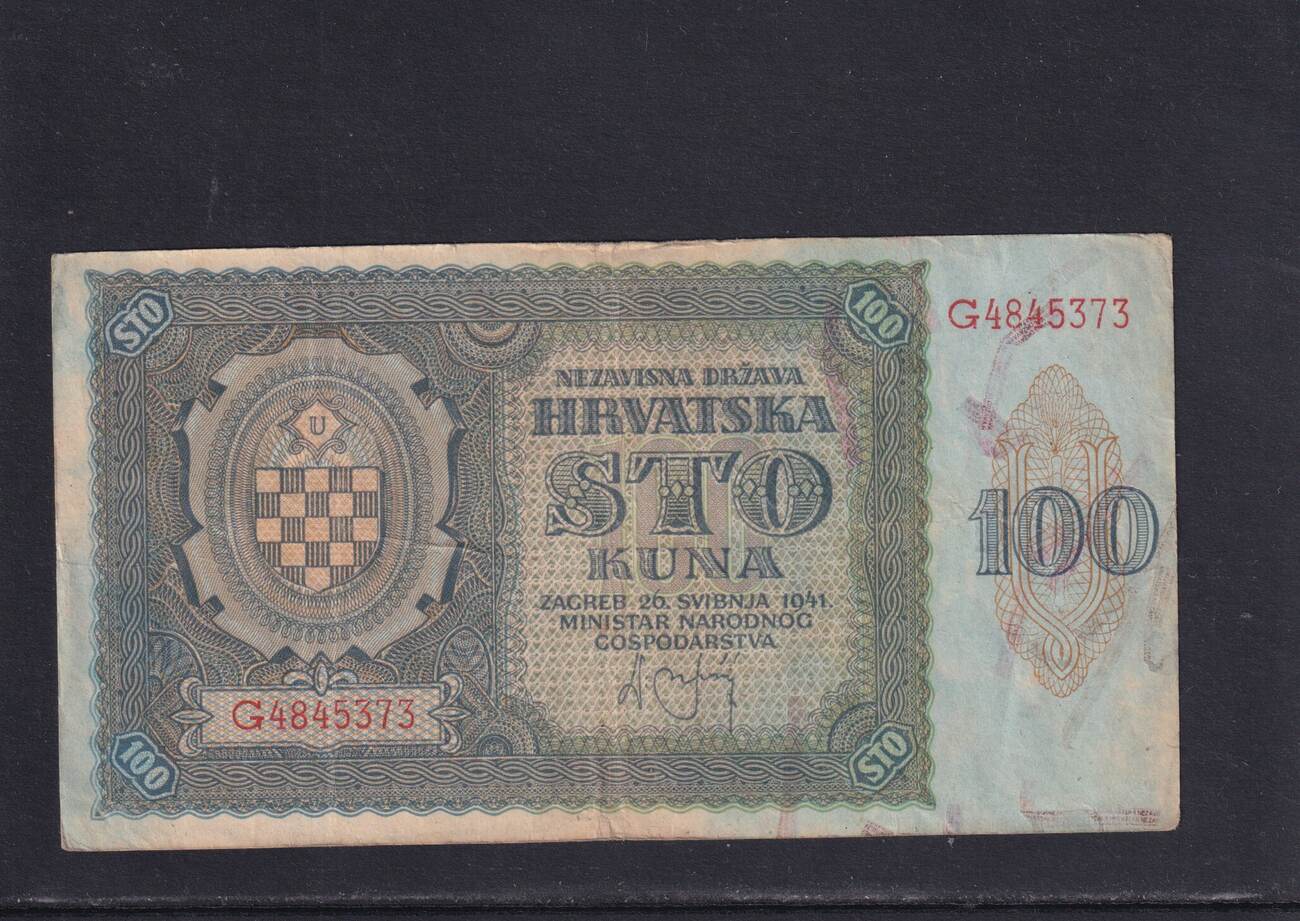 STO
100
G4845373
NEZAVISNA DRŽAVA
HRVATSKA
STO
KUNA
ZAGREB 26. SVIBNJA 1941.
MINISTAR NARODNOG
GOSPODARSTVA
U
100
G4845373
100
STO